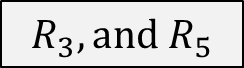 R₃, and R₅